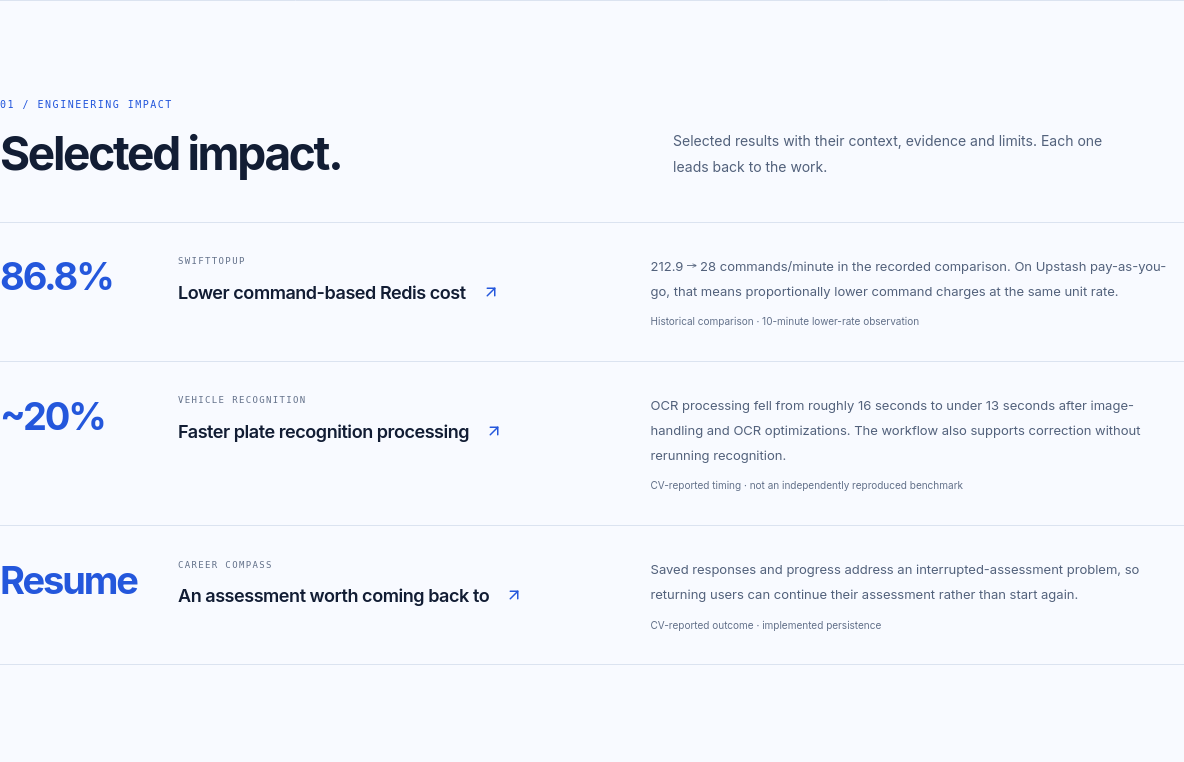 01 / ENGINEERING IMPACT
Selected impact.
Selected results with their context, evidence and limits. Each one
leads back to the work.
86.8%
SWIFTTOPUP
Lower command-based Redis cost ↗
212.9 → 28 commands/minute in the recorded comparison. On Upstash pay-as-you-
go, that means proportionally lower command charges at the same unit rate.
Historical comparison · 10-minute lower-rate observation
~20%
VEHICLE RECOGNITION
Faster plate recognition processing ↗
OCR processing fell from roughly 16 seconds to under 13 seconds after image-
handling and OCR optimizations. The workflow also supports correction without
rerunning recognition.
CV-reported timing · not an independently reproduced benchmark
Resume
CAREER COMPASS
An assessment worth coming back to ↗
Saved responses and progress address an interrupted-assessment problem, so
returning users can continue their assessment rather than start again.
CV-reported outcome · implemented persistence